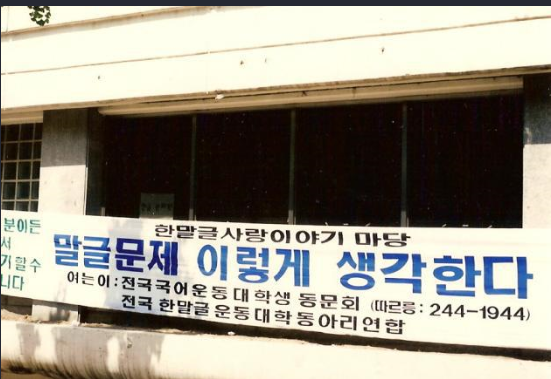 분이든
서
가할수
니다
한말글사랑이야기 마당
말글문제 이렇게 생각한다
여는이 : 전국국어운동대학생 동문회 (따르릉: 244-1944)
전국 한말글운동대학동아리연합